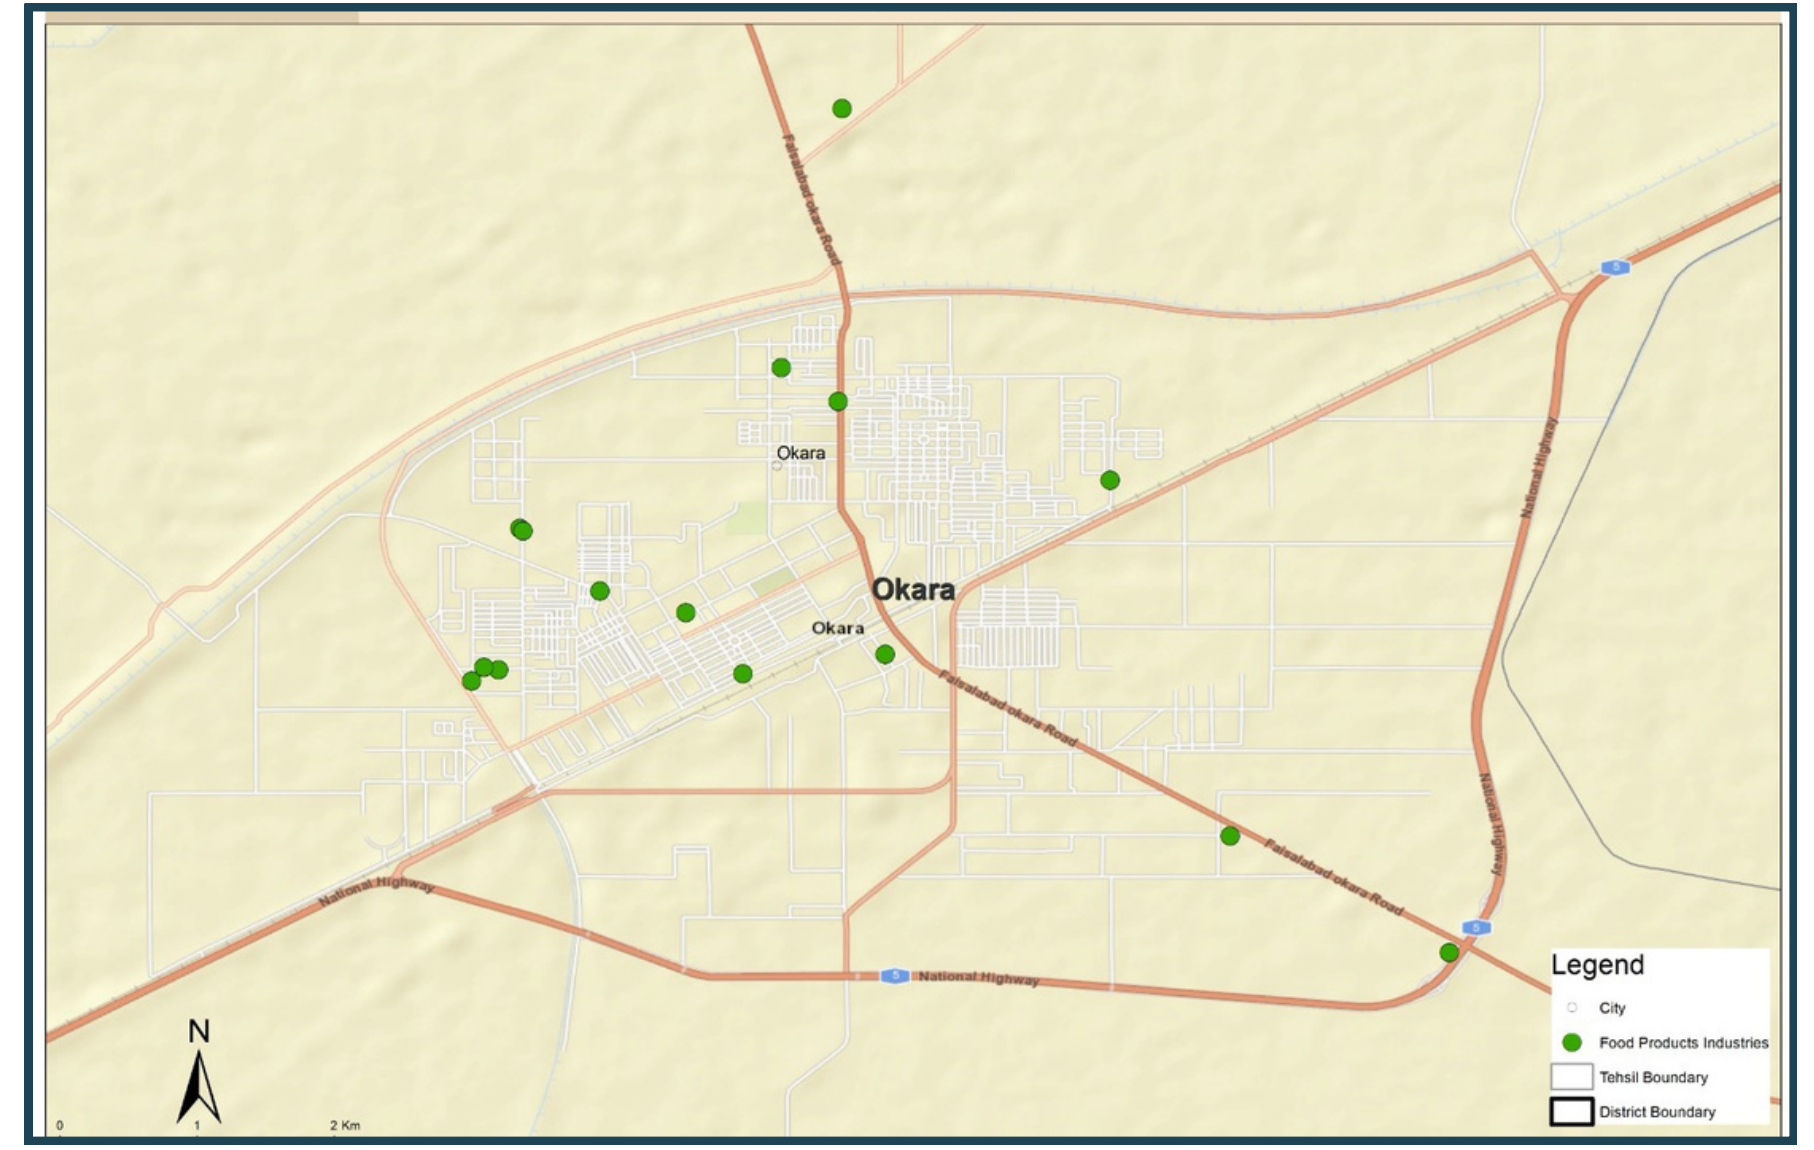 Faisalabad okara Road
5
Okara
National Highway
Okara
Okara
Faisalabad okara Road
National Highway
Faisalabad okara Road
National Highway
5
5
National Highway
Legend
City
Food Products Industries
Tehsil Boundary
District Boundary
N
0 1 2 Km